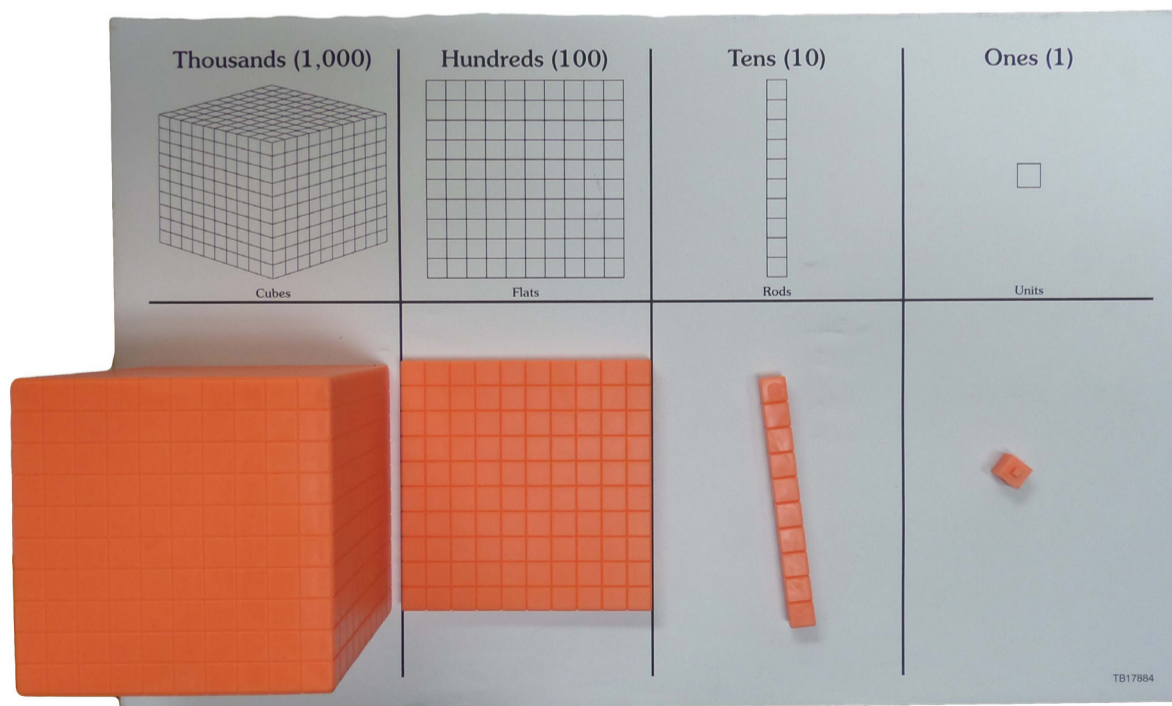 Thousands (1,000)
Hundreds (100)
Tens (10)
Ones (1)
Cubes
Flats
Rods
Units
TB17884